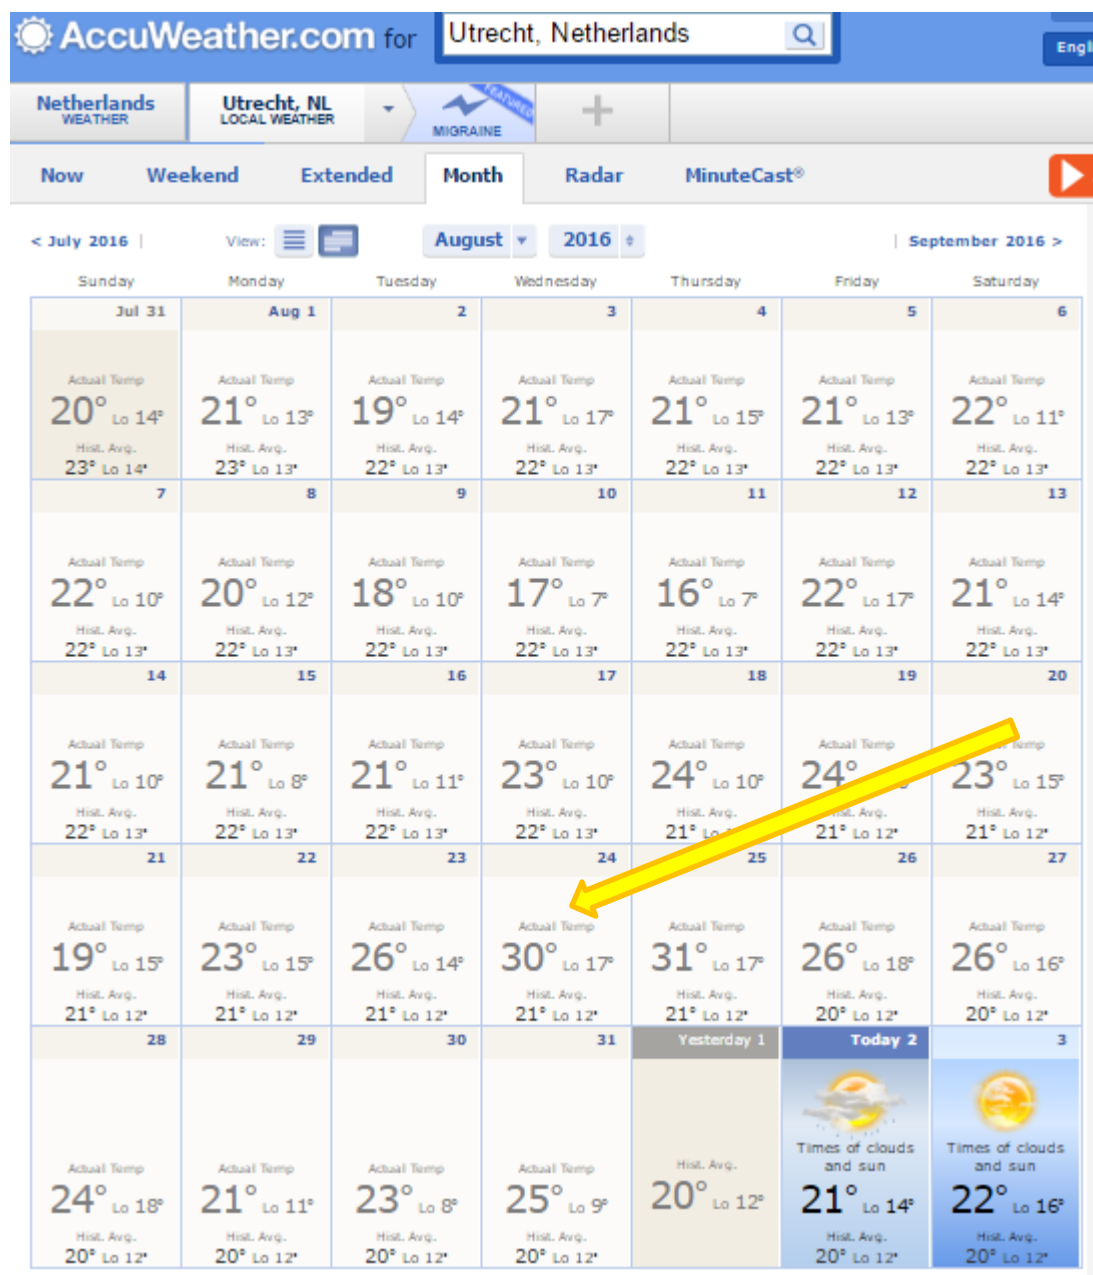 AccuWeather.com for Utrecht, Netherlands
Engli
Netherlands Utrecht, NL FEATURED
WEATHER LOCAL WEATHER MIGRAINE
Now Weekend Extended Month Radar MinuteCast®
< July 2016 | View: August 2016 | September 2016 >
Sunday Monday Tuesday Wednesday Thursday Friday Saturday
Jul 31 Aug 1 2 3 4 5 6
Actual Temp Actual Temp Actual Temp Actual Temp Actual Temp Actual Temp Actual Temp
20° Lo 14° 21° Lo 13° 19° Lo 14° 21° Lo 17° 21° Lo 15° 21° Lo 13° 22° Lo 11°
Hist. Avg. Hist. Avg. Hist. Avg. Hist. Avg. Hist. Avg. Hist. Avg. Hist. Avg.
23° Lo 14° 23° Lo 13° 22° Lo 13° 22° Lo 13° 22° Lo 13° 22° Lo 13° 22° Lo 13°
7 8 9 10 11 12 13
Actual Temp Actual Temp Actual Temp Actual Temp Actual Temp Actual Temp Actual Temp
22° Lo 10° 20° Lo 12° 18° Lo 10° 17° Lo 7° 16° Lo 7° 22° Lo 17° 21° Lo 14°
Hist. Avg. Hist. Avg. Hist. Avg. Hist. Avg. Hist. Avg. Hist. Avg. Hist. Avg.
22° Lo 13° 22° Lo 13° 22° Lo 13° 22° Lo 13° 22° Lo 13° 22° Lo 13° 22° Lo 13°
14 15 16 17 18 19 20
Actual Temp Actual Temp Actual Temp Actual Temp Actual Temp Actual Temp Temp
21° Lo 10° 21° Lo 8° 21° Lo 11° 23° Lo 10° 24° Lo 10° 24° 23° Lo 15°
Hist. Avg. Hist. Avg. Hist. Avg. Hist. Avg. Hist. Avg. Avg. Hist. Avg.
22° Lo 13° 22° Lo 13° 22° Lo 13° 22° Lo 13° 21° Lo 21° Lo 12° 21° Lo 12°
21 22 23 24 25 26 27
Actual Temp Actual Temp Actual Temp Actual Temp Actual Temp Actual Temp Actual Temp
19° Lo 15° 23° Lo 15° 26° Lo 14° 30° Lo 17° 31° Lo 17° 26° Lo 18° 26° Lo 16°
Hist. Avg. Hist. Avg. Hist. Avg. Hist. Avg. Hist. Avg. Hist. Avg. Hist. Avg.
21° Lo 12° 21° Lo 12° 21° Lo 12° 21° Lo 12° 21° Lo 12° 20° Lo 12° 20° Lo 12°
28 29 30 31 Yesterday 1 Today 2 3
Times of clouds Times of clouds
and sun and sun
Actual Temp Actual Temp Actual Temp Actual Temp Hist. Avg.
24° Lo 18° 21° Lo 11° 23° Lo 8° 25° Lo 9° 20° Lo 12° 21° Lo 14° 22° Lo 16°
Hist. Avg. Hist. Avg. Hist. Avg. Hist. Avg. Hist. Avg. Hist. Avg.
20° Lo 12° 20° Lo 12° 20° Lo 12° 20° Lo 12° 20° Lo 12° 20° Lo 12°